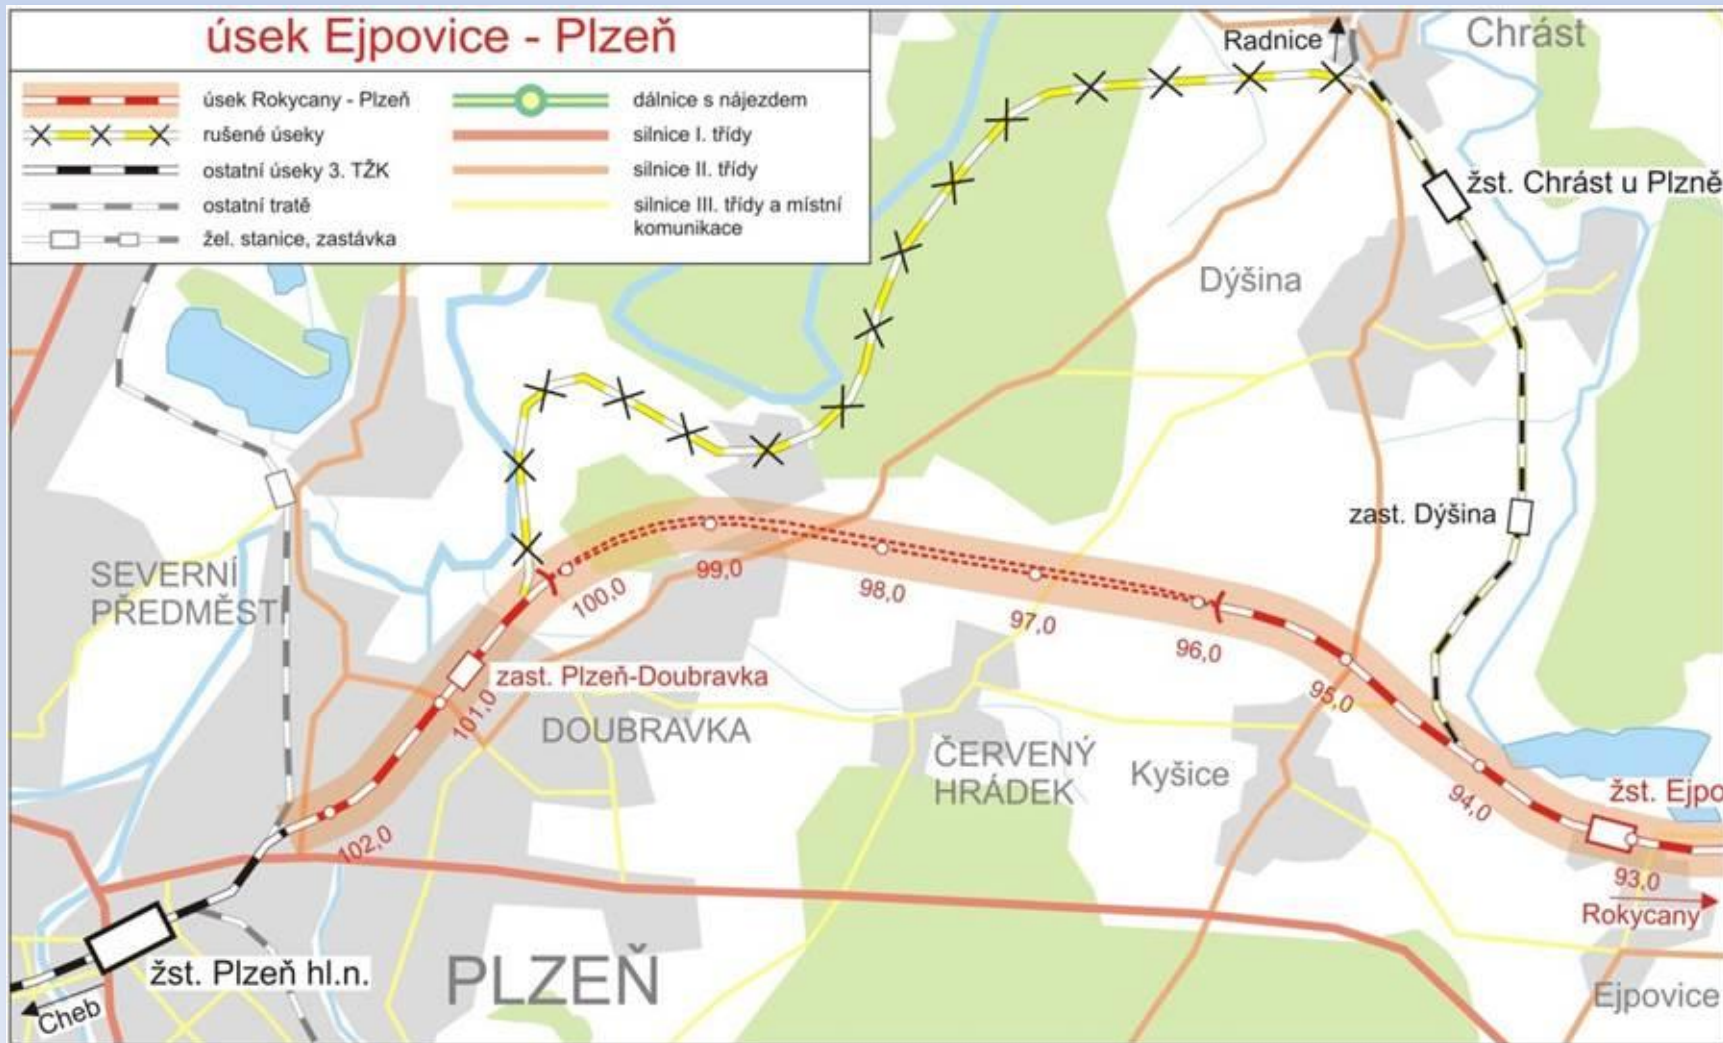 úsek Ejpovice - Plzeň
úsek Rokycany - Plzeň
rušené úseky
ostatní úseky 3. TŽK
ostatní tratě
žel. stanice, zastávka
dálnice s nájezdem
silnice I. třídy
silnice II. třídy
silnice III. třídy a místní
komunikace
Radnice
Chrást
žst. Chrást u Plzně
Dýšina
zast. Dýšina
SEVERNÍ
PŘEDMĚSTÍ
100,0
99,0
98,0
97,0
96,0
95,0
94,0
93,0
101,0
102,0
zast. Plzeň-Doubravka
DOUBRAVKA
ČERVENÝ
HRÁDEK
Kyšice
žst. Ejpo
Rokycany
Ejpovice
PLZEŇ
žst. Plzeň hl.n.
Cheb